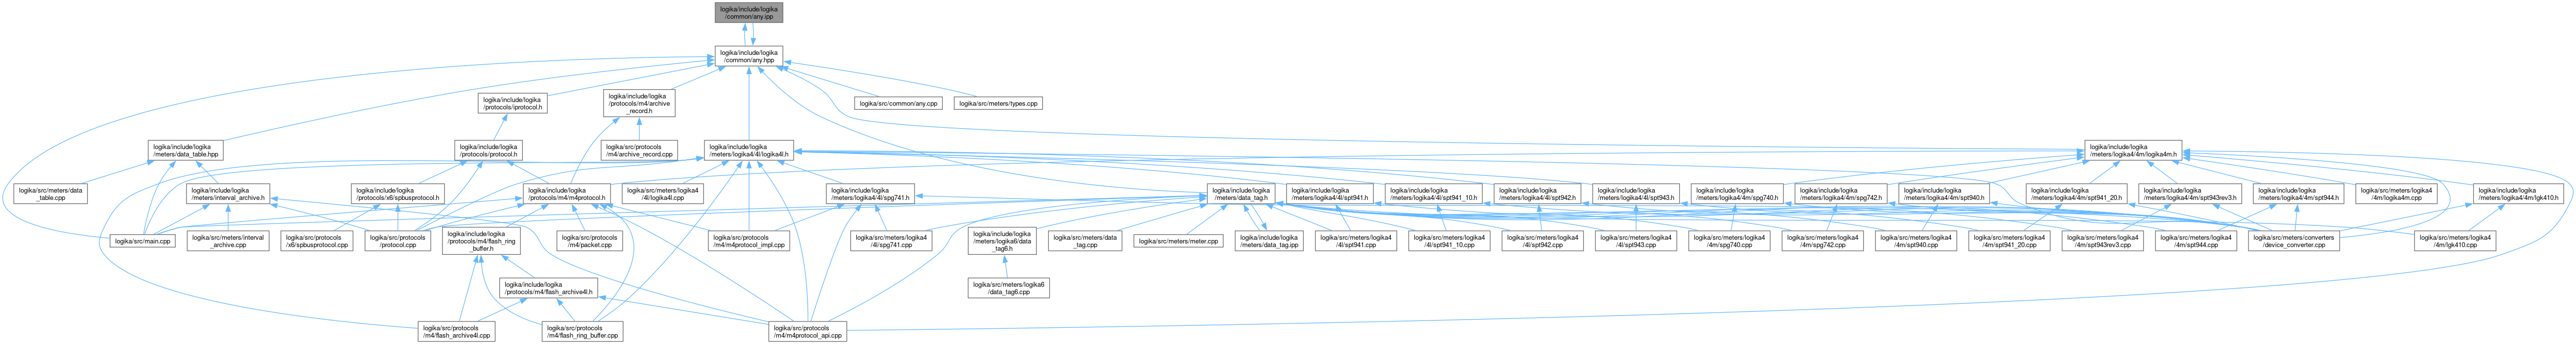 logika/include/logika
/common/any.ipp
logika/include/logika
/common/any.hpp
logika/include/logika
/protocols/iprotocol.h
logika/include/logika
/protocols/m4/archive
_record.h
logika/src/common/any.cpp
logika/src/meters/types.cpp
logika/include/logika
/meters/data_table.hpp
logika/include/logika
/protocols/protocol.h
logika/src/protocols
/m4/archive_record.cpp
logika/include/logika
/meters/logika4/4l/logika4l.h
logika/include/logika
/meters/logika4/4m/logika4m.h
logika/src/meters/data
_table.cpp
logika/include/logika
/meters/interval_archive.h
logika/include/logika
/protocols/x6/spbusprotocol.h
logika/include/logika
/protocols/m4/m4protocol.h
logika/src/meters/logika4
/4l/logika4l.cpp
logika/include/logika
/meters/logika4/4l/spg741.h
logika/include/logika
/meters/data_tag.h
logika/include/logika
/meters/logika4/4l/spt941.h
logika/include/logika
/meters/logika4/4l/spt941_10.h
logika/include/logika
/meters/logika4/4l/spt942.h
logika/include/logika
/meters/logika4/4l/spt943.h
logika/include/logika
/meters/logika4/4m/spg740.h
logika/include/logika
/meters/logika4/4m/spg742.h
logika/include/logika
/meters/logika4/4m/spt940.h
logika/include/logika
/meters/logika4/4m/spt941_20.h
logika/include/logika
/meters/logika4/4m/spt943rev3.h
logika/include/logika
/meters/logika4/4m/spt944.h
logika/src/meters/logika4
/4m/logika4m.cpp
logika/include/logika
/meters/logika4/4m/lgk410.h
logika/src/main.cpp
logika/src/meters/interval
_archive.cpp
logika/src/protocols
/x6/spbusprotocol.cpp
logika/src/protocols
/protocol.cpp
logika/include/logika
/protocols/m4/flash_ring
_buffer.h
logika/src/protocols
/m4/packet.cpp
logika/src/protocols
/m4/m4protocol_impl.cpp
logika/src/meters/logika4
/4l/spg741.cpp
logika/include/logika
/meters/logika6/data
_tag6.h
logika/src/meters/data
_tag.cpp
logika/src/meters/meter.cpp
logika/include/logika
/meters/data_tag.ipp
logika/src/meters/logika4
/4l/spt941.cpp
logika/src/meters/logika4
/4l/spt941_10.cpp
logika/src/meters/logika4
/4l/spt942.cpp
logika/src/meters/logika4
/4l/spt943.cpp
logika/src/meters/logika4
/4m/spg740.cpp
logika/src/meters/logika4
/4m/spg742.cpp
logika/src/meters/logika4
/4m/spt940.cpp
logika/src/meters/logika4
/4m/spt941_20.cpp
logika/src/meters/logika4
/4m/spt943rev3.cpp
logika/src/meters/logika4
/4m/spt944.cpp
logika/src/meters/converters
/device_converter.cpp
logika/src/meters/logika4
/4m/lgk410.cpp
logika/include/logika
/protocols/m4/flash_archive4l.h
logika/src/meters/logika6
/data_tag6.cpp
logika/src/protocols
/m4/flash_archive4l.cpp
logika/src/protocols
/m4/flash_ring_buffer.cpp
logika/src/protocols
/m4/m4protocol_api.cpp